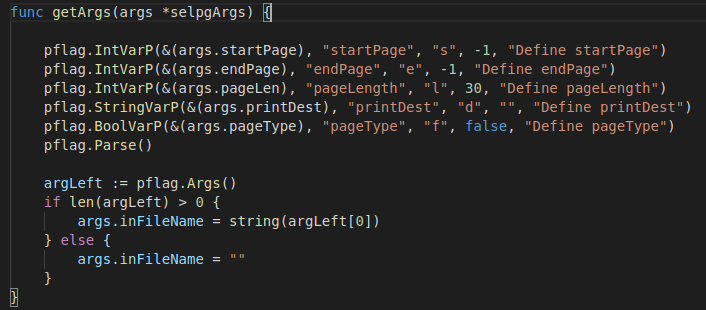 func getArgs(args *selpgArgs) {
pflag.IntVarP(&(args.startPage), "startPage", "s", -1, "Define startPage")
pflag.IntVarP(&(args.endPage), "endPage", "e", -1, "Define endPage")
pflag.IntVarP(&(args.pageLen), "pageLength", "l", 30, "Define pageLength")
pflag.StringVarP(&(args.printDest), "printDest", "d", "", "Define printDest")
pflag.BoolVarP(&(args.pageType), "pageType", "f", false, "Define pageType")
pflag.Parse()
argLeft := pflag.Args()
if len(argLeft) > 0 {
args.inFileName = string(argLeft[0])
} else {
args.inFileName = ""
}
}